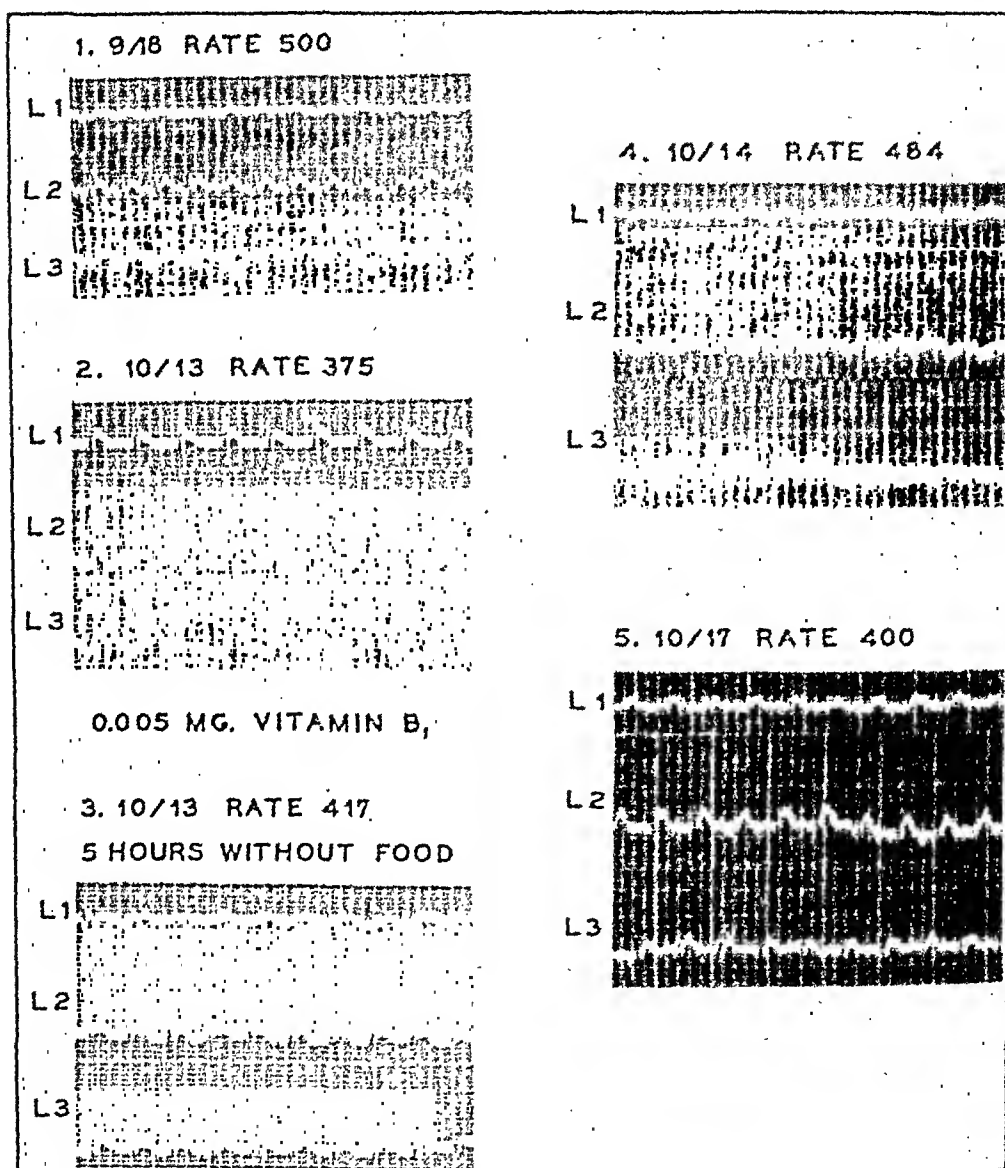 1. 9/18 RATE 500
L1
L2
L3
2. 10/13 RATE 375
L1
L2
L3
0.005 MG. VITAMIN B,
3. 10/13 RATE 417
5 HOURS WITHOUT FOOD
L1
L2
L3
4. 10/14 RATE 484
L1
L2
L3
5. 10/17 RATE 400
L1
L2
L3